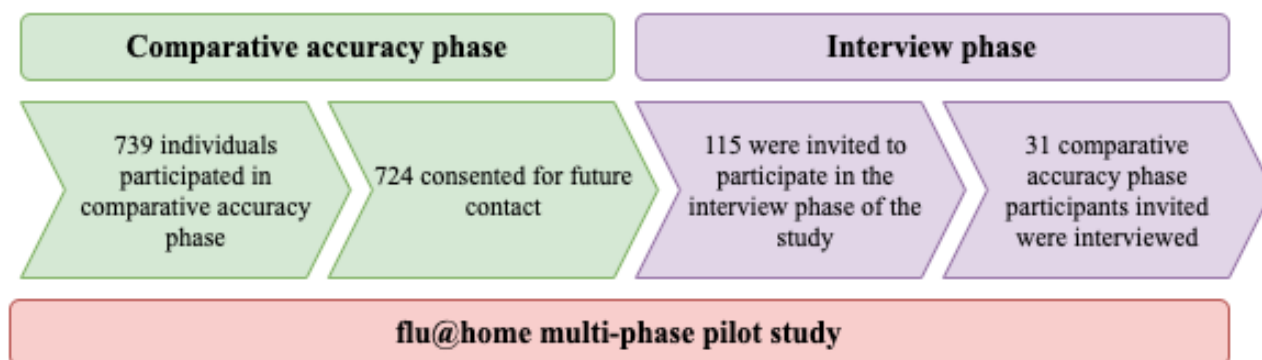 Comparative accuracy phase
Interview phase
739 individuals
participated in
comparative accuracy
phase
724 consented for future
contact
115 were invited to
participate in the
interview phase of the
study
31 comparative
accuracy phase
participants invited
were interviewed
flu@home multi-phase pilot study